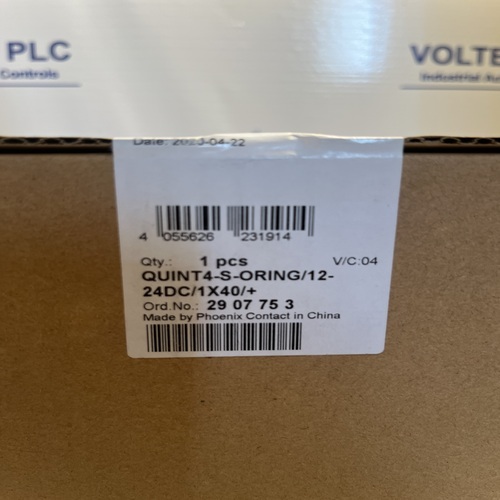 PLC
Controls
VOLTE
Industrial Au
Date: 2023-04-22
4 055626 231914
Qty.: 1 pcs V/C:04
QUINT4-S-ORING/12-
24DC/1X40/+
Ord.No.: 29 07 75 3
Made by Phoenix Contact in China